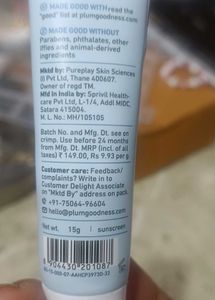 MADE GOOD WITH read the
"good" list at plumgoodness.com
MADE GOOD WITHOUT
Parabens, phthalates, other
iffies and animal-derived
ingredients
Mktd by: Pureplay Skin Sciences
(I) Pvt Ltd, Thane 400607.
Owner of regd TM.
Mfd in India by: Sprivil Health-
care Pvt Ltd, L-1/4, Addl MIDC,
Satara 415004.
M. L. No.: MH/105105
Batch No. and Mfg. Dt. see on
crimp. Use before 24 months
from Mfg. Dt. MRP (incl. of all
taxes) ₹ 149.00, Rs 9.93 per g.
Customer care: Feedback/
complaints? Write in to
Customer Delight Associate
on "Mktd By" address on pack.
+91-75064-96604
hello@plumgoodness.com
net wt. 15g | sunscreen
904430 201087